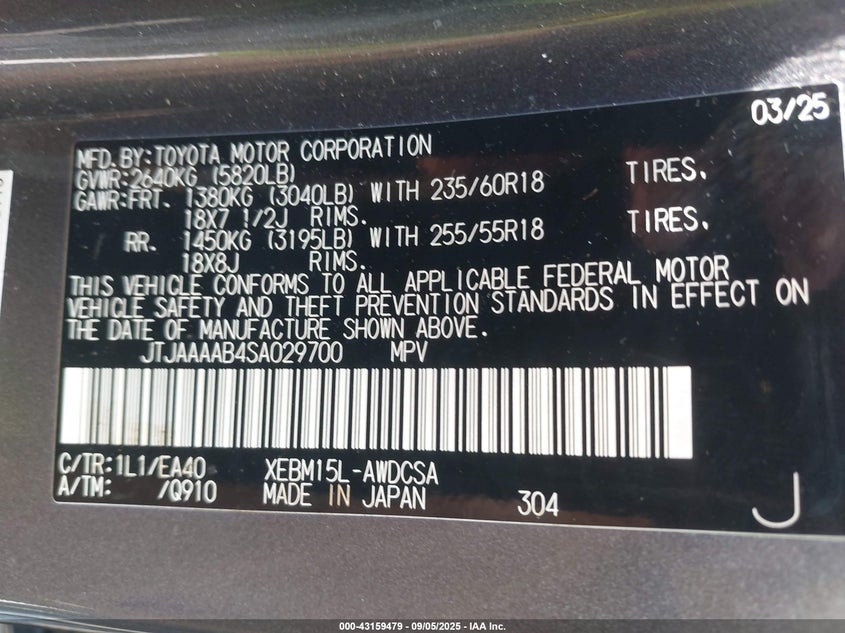 03/25
MFD. BY: TOYOTA MOTOR CORPORATION
GVWR: 2640KG (5820LB)
GAWR: FRT. 1380KG (3040LB) WITH 235/60R18 TIRES.
18X7 1/2J RIMS.
RR. 1450KG (3195LB) WITH 255/55R18 TIRES.
18X8J RIMS.
THIS VEHICLE CONFORMS TO ALL APPLICABLE FEDERAL MOTOR
VEHICLE SAFETY AND THEFT PREVENTION STANDARDS IN EFFECT ON
THE DATE OF MANUFACTURE SHOWN ABOVE.
JTJAAAAB4SA029700 MPV
C/TR: 1L1/EA40 XEBM15L-AWDCSA
A/TM: /Q910 MADE IN JAPAN 304 J
000-43159479 - 09/05/2025 - IAA Inc.